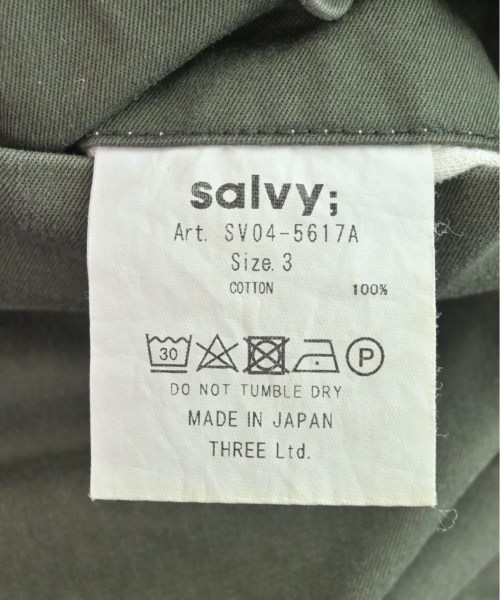 salvy;
Art. SV04-5617A
Size. 3
COTTON 100%
30 P
DO NOT TUMBLE DRY
MADE IN JAPAN
THREE Ltd.